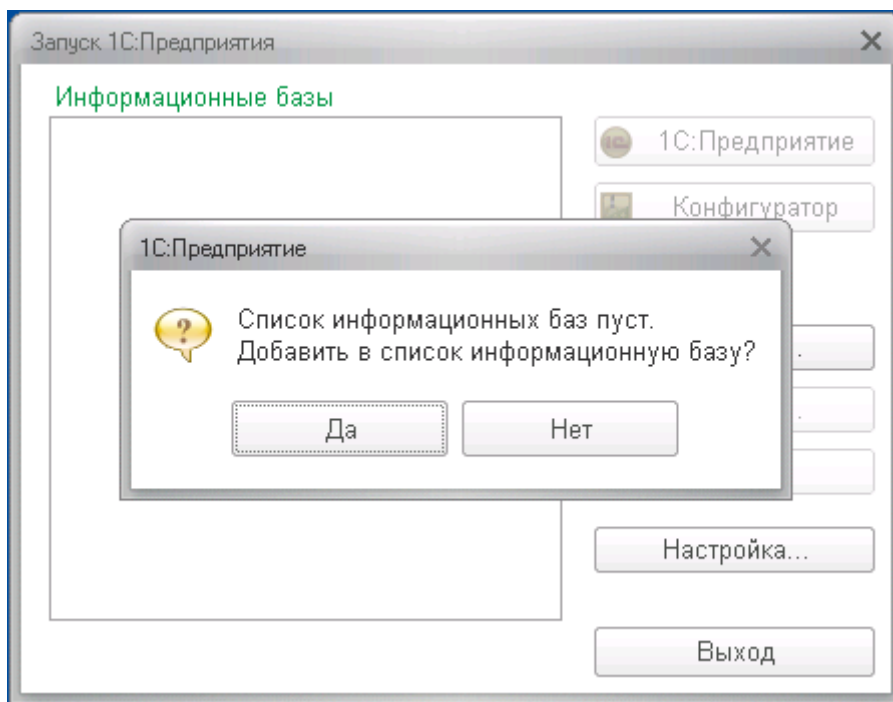 Запуск 1С:Предприятия
Информационные базы
1С:Предприятие
Конфигуратор
1С:Предприятие
Список информационных баз пуст.
Добавить в список информационную базу?
Да
Нет
Настройка...
Выход